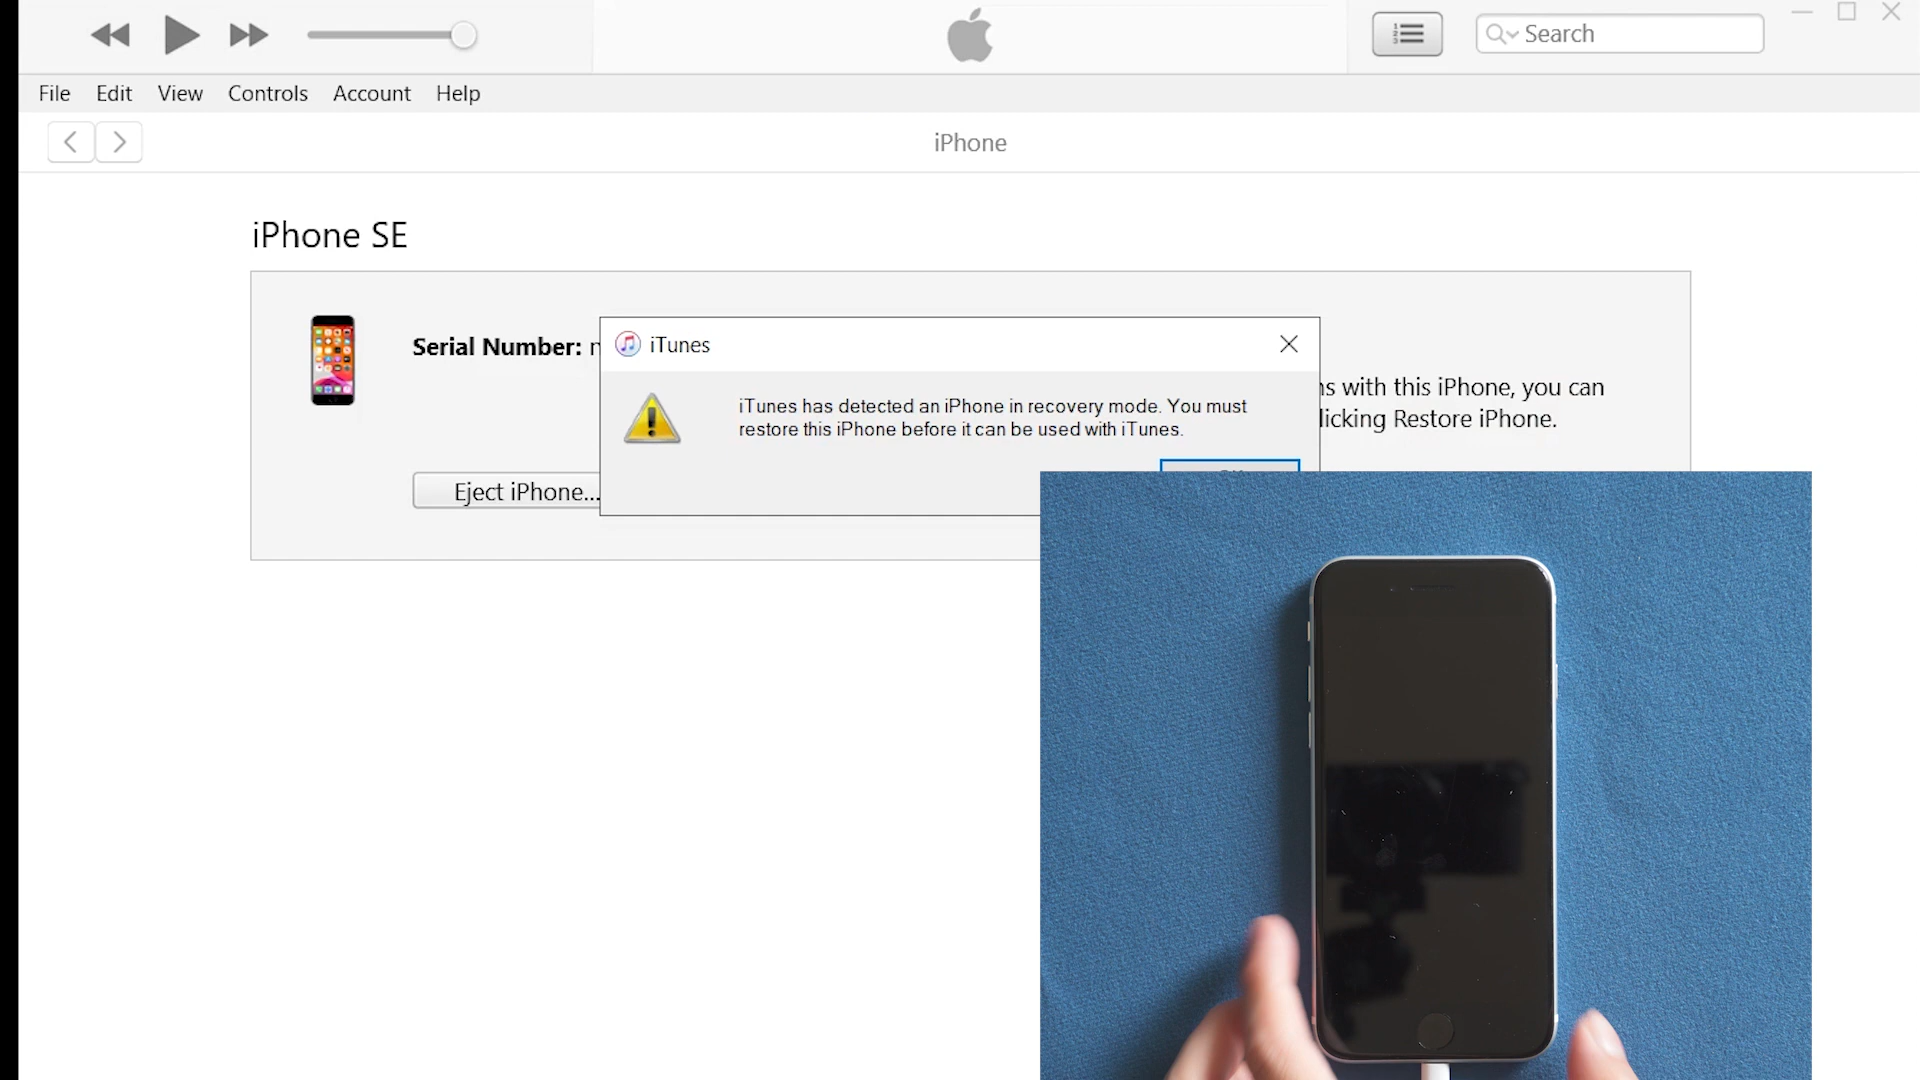 Search
File Edit View Controls Account Help
iPhone
iPhone SE
Serial Number:
iTunes
iTunes has detected an iPhone in recovery mode. You must
restore this iPhone before it can be used with iTunes.
with this iPhone, you can
Restore iPhone.
Eject iPhone...